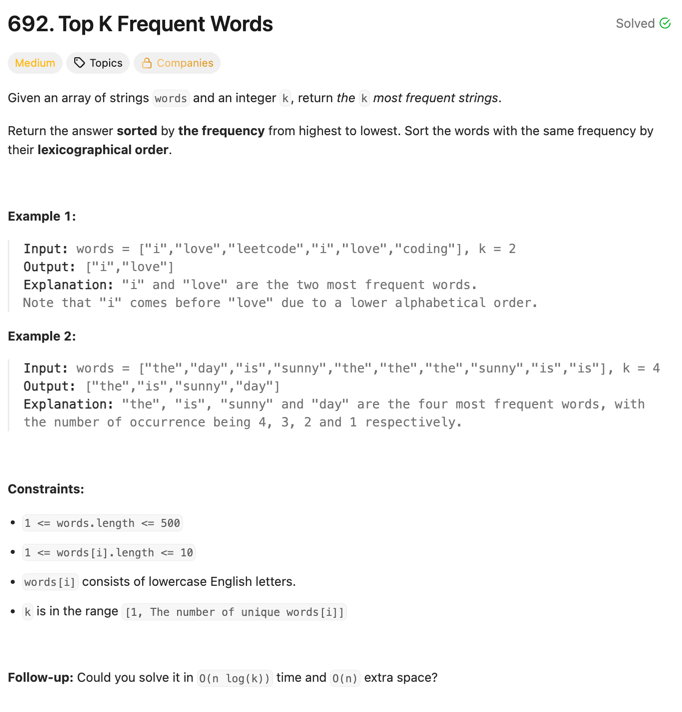 692. Top K Frequent Words
Solved
Medium
Topics
Companies
Given an array of strings words and an integer k, return the k most frequent strings.
Return the answer sorted by the frequency from highest to lowest. Sort the words with the same frequency by
their lexicographical order.
Example 1:
Input: words = ["i","love","leetcode","i","love","coding"], k = 2
Output: ["i","love"]
Explanation: "i" and "love" are the two most frequent words.
Note that "i" comes before "love" due to a lower alphabetical order.
Example 2:
Input: words = ["the","day","is","sunny","the","the","the","sunny","is","is"], k = 4
Output: ["the","is","sunny","day"]
Explanation: "the", "is", "sunny" and "day" are the four most frequent words, with
the number of occurrence being 4, 3, 2 and 1 respectively.
Constraints:
• 1 <= words.length <= 500
• 1 <= words[i].length <= 10
• words[i] consists of lowercase English letters.
• k is in the range [1, The number of unique words[i]]
Follow-up: Could you solve it in O(n log(k)) time and O(n) extra space?